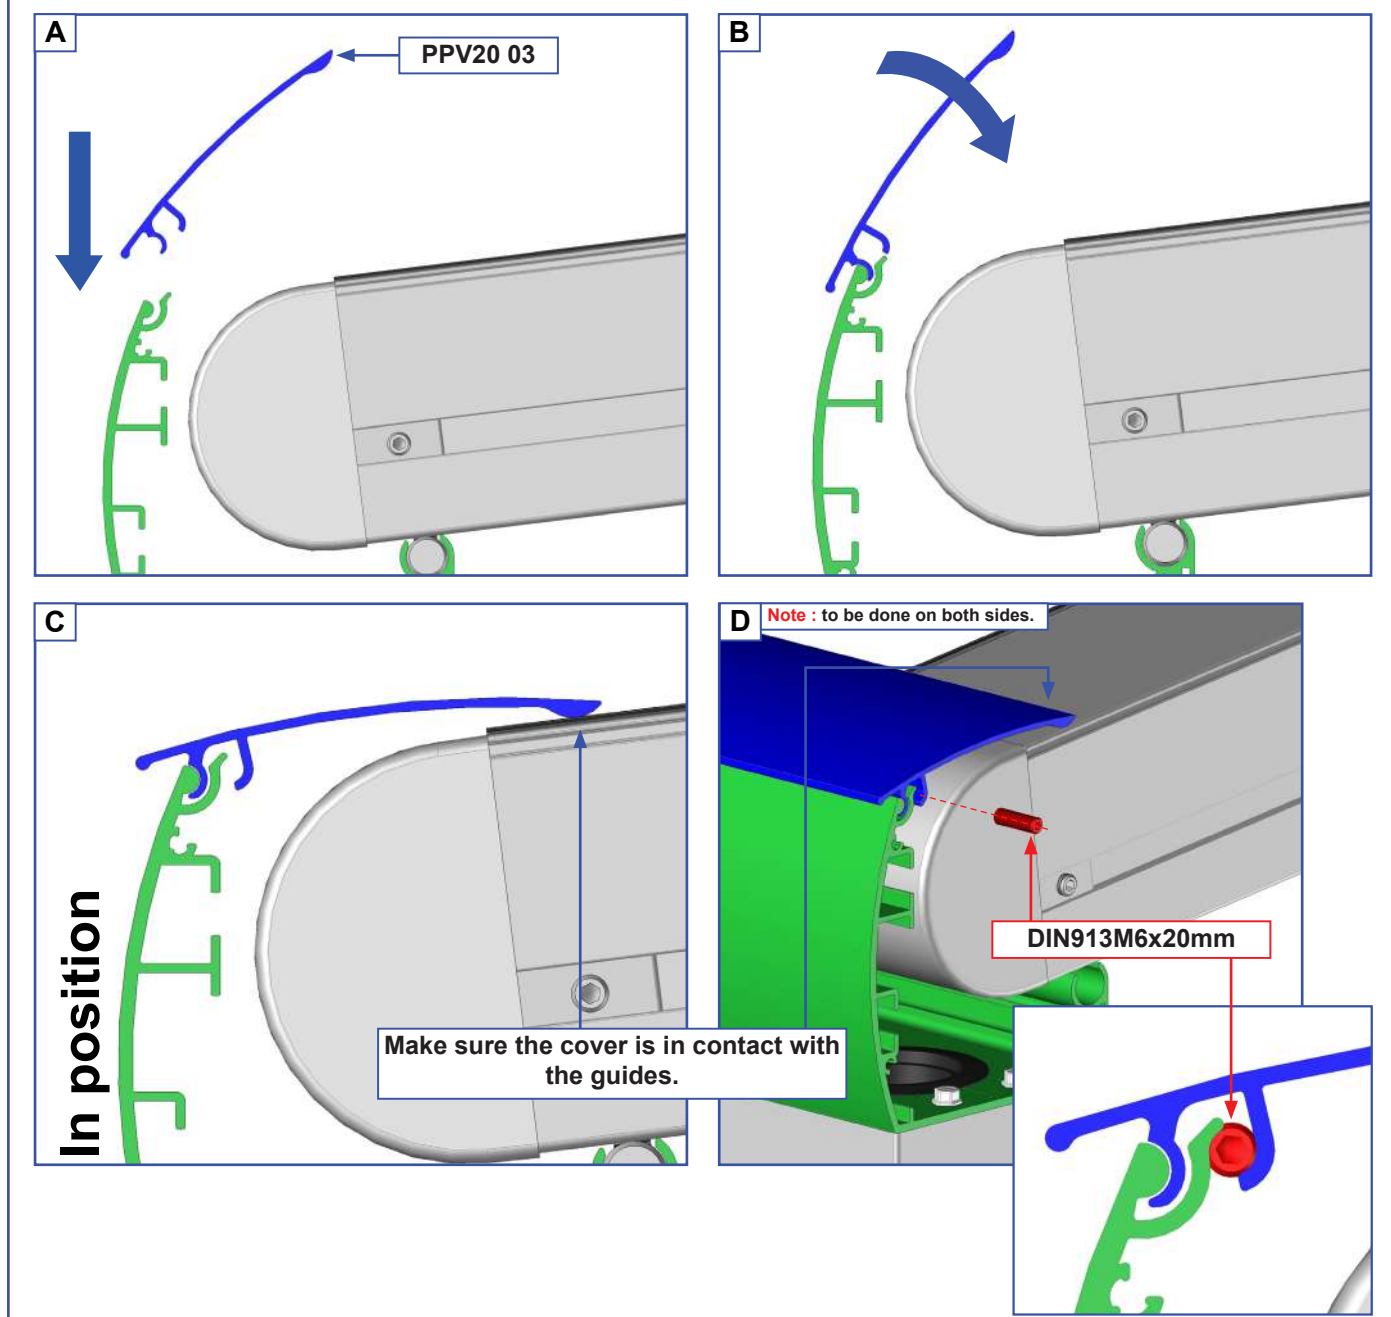 A
PPV20 03
B
C
In position
Make sure the cover is in contact with
the guides.
D
Note : to be done on both sides.
DIN913M6x20mm